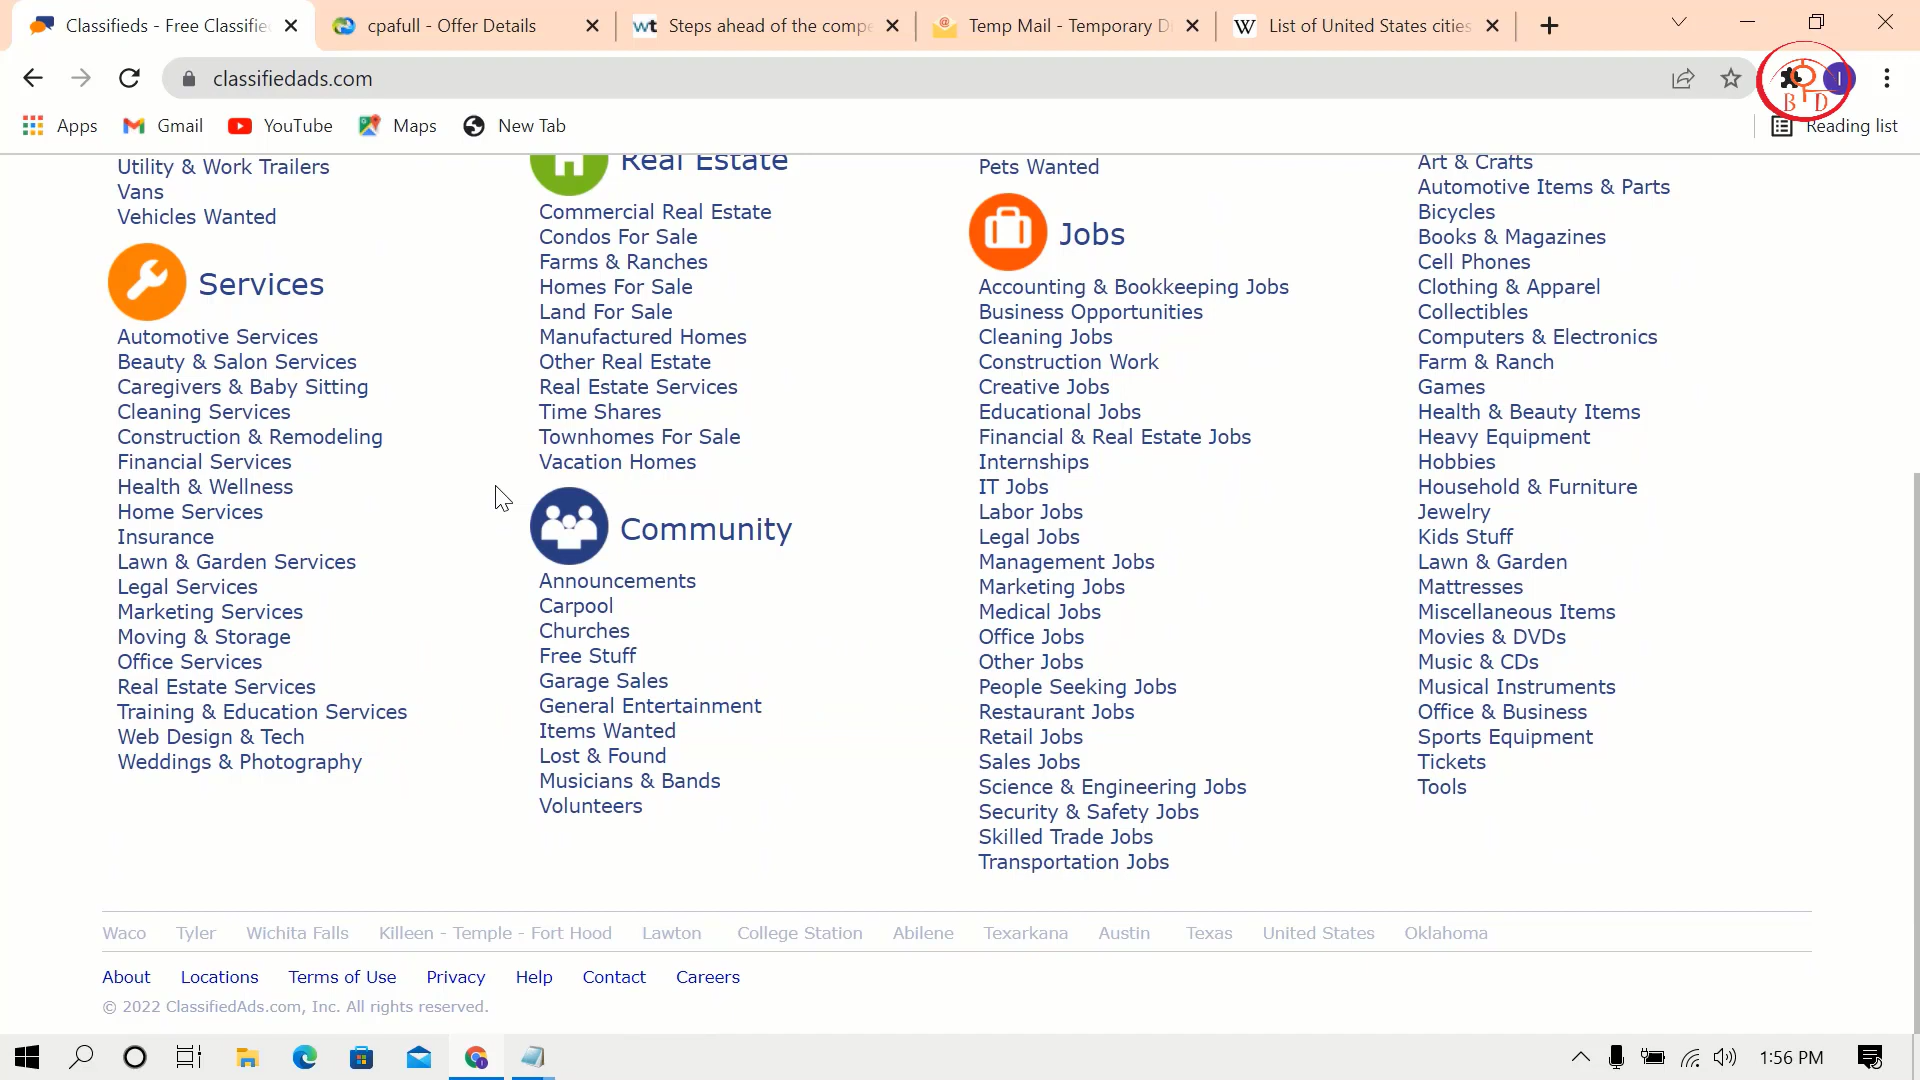 Classifieds - Free Classifie
cpafull - Offer Details
wt Steps ahead of the compe
Temp Mail - Temporary Di
W List of United States cities
classifiedads.com
I
B D
Apps
Gmail
YouTube
Maps
New Tab
Reading list
Utility & Work Trailers
Vans
Vehicles Wanted
Services
Automotive Services
Beauty & Salon Services
Caregivers & Baby Sitting
Cleaning Services
Construction & Remodeling
Financial Services
Health & Wellness
Home Services
Insurance
Lawn & Garden Services
Legal Services
Marketing Services
Moving & Storage
Office Services
Real Estate Services
Training & Education Services
Web Design & Tech
Weddings & Photography
Real Estate
Commercial Real Estate
Condos For Sale
Farms & Ranches
Homes For Sale
Land For Sale
Manufactured Homes
Other Real Estate
Real Estate Services
Time Shares
Townhomes For Sale
Vacation Homes
Community
Announcements
Carpool
Churches
Free Stuff
Garage Sales
General Entertainment
Items Wanted
Lost & Found
Musicians & Bands
Volunteers
Pets Wanted
Jobs
Accounting & Bookkeeping Jobs
Business Opportunities
Cleaning Jobs
Construction Work
Creative Jobs
Educational Jobs
Financial & Real Estate Jobs
Internships
IT Jobs
Labor Jobs
Legal Jobs
Management Jobs
Marketing Jobs
Medical Jobs
Office Jobs
Other Jobs
People Seeking Jobs
Restaurant Jobs
Retail Jobs
Sales Jobs
Science & Engineering Jobs
Security & Safety Jobs
Skilled Trade Jobs
Transportation Jobs
Art & Crafts
Automotive Items & Parts
Bicycles
Books & Magazines
Cell Phones
Clothing & Apparel
Collectibles
Computers & Electronics
Farm & Ranch
Games
Health & Beauty Items
Heavy Equipment
Hobbies
Household & Furniture
Jewelry
Kids Stuff
Lawn & Garden
Mattresses
Miscellaneous Items
Movies & DVDs
Music & CDs
Musical Instruments
Office & Business
Sports Equipment
Tickets
Tools
Waco Tyler Wichita Falls Killeen - Temple - Fort Hood Lawton College Station Abilene Texarkana Austin Texas United States Oklahoma
About Locations Terms of Use Privacy Help Contact Careers
© 2022 ClassifiedAds.com, Inc. All rights reserved.
1:56 PM